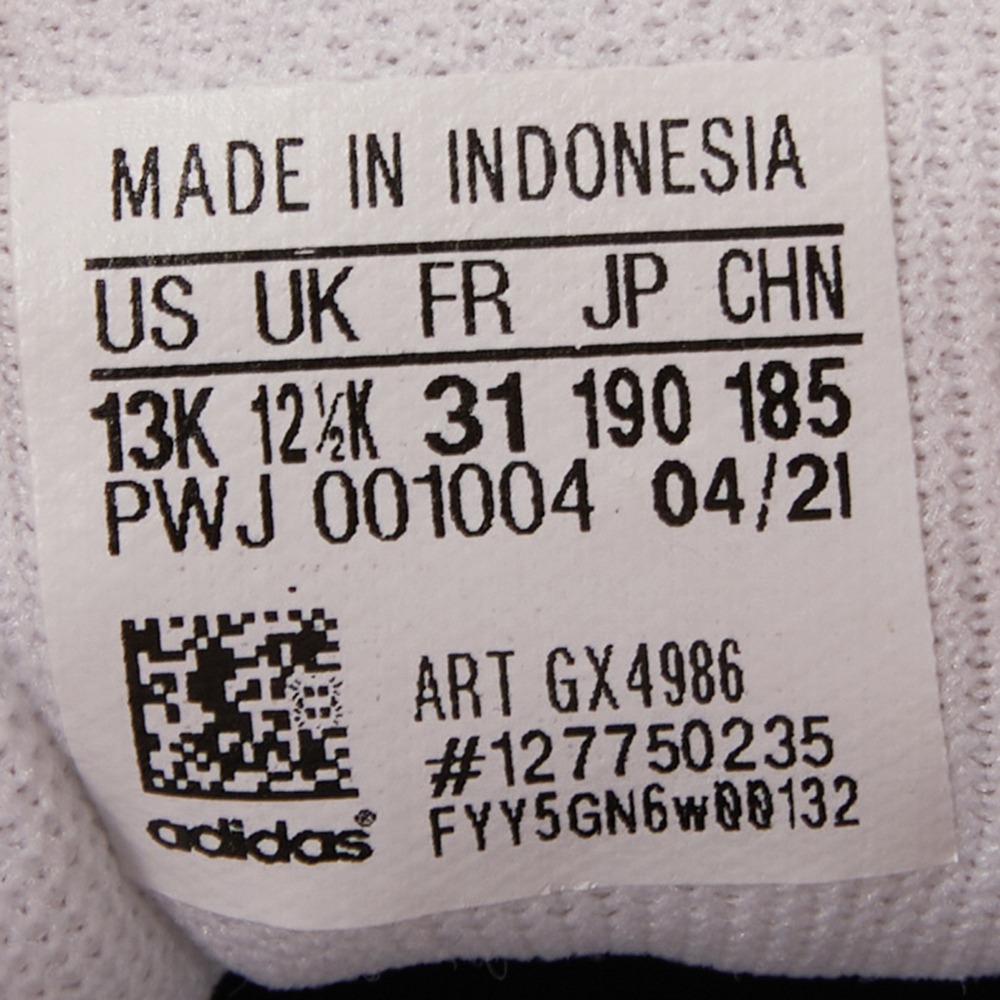 MADE IN INDONESIA
US UK FR JP CHN
13K 12½K 31 190 185
PWJ 001004 04/21
ART GX4986
#127750235
FYY5GN6w00132
adidas®